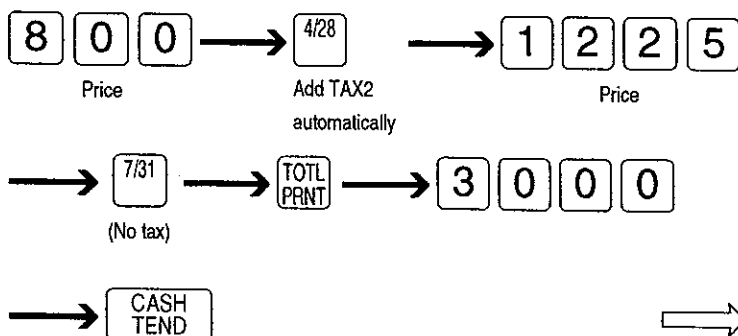 8 0 0 4/28 1 2 2 5
Price Add TAX2 Price
automatically
7/31 TOTL PRNT 3 0 0 0
(No tax)
CASH
TEND